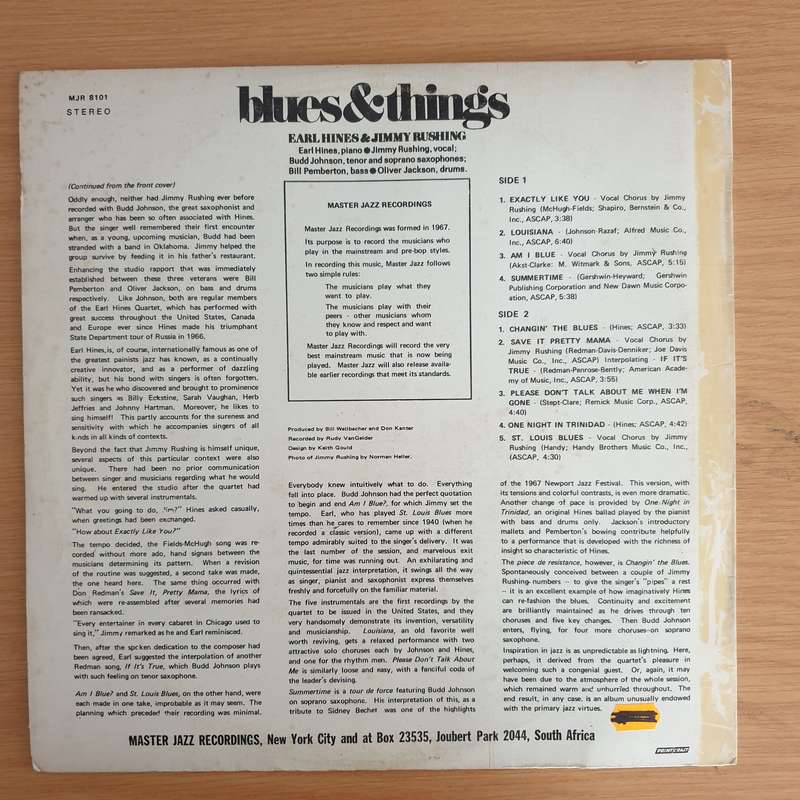 MJR 8101
STEREO
blues&things
EARL HINES & JIMMY RUSHING
Earl Hines, piano ● Jimmy Rushing, vocal;
Budd Johnson, tenor and soprano saxophones;
Bill Pemberton, bass ● Oliver Jackson, drums.
(Continued from the front cover)
Oddly enough, neither had Jimmy Rushing ever before
recorded with Budd Johnson, the great saxophonist and
arranger who has been so often associated with Hines.
But the singer well remembered their first encounter
when, as a young, upcoming musician, Budd had been
stranded with a band in Oklahoma. Jimmy helped the
group survive by feeding it in his father's restaurant.
Enhancing the studio rapport that was immediately
established between these three veterans were Bill
Pemberton and Oliver Jackson, on bass and drums
respectively. Like Johnson, both are regular members
of the Earl Hines Quartet, which has performed with
great success throughout the United States, Canada
and Europe ever since Hines made his triumphant
State Department tour of Russia in 1966.
Earl Hines, is, of course, internationally famous as one of
the greatest painists jazz has known, as a continually
creative innovator, and as a performer of dazzling
ability, but his bond with singers is often forgotten.
Yet it was he who discovered and brought to prominence
such singers as Billy Eckstine, Sarah Vaughan, Herb
Jeffries and Johnny Hartman. Moreover, he likes to
sing himself! This partly accounts for the sureness and
sensitivity with which he accompanies singers of all
kinds in all kinds of contexts.
Beyond the fact that Jimmy Rushing is himself unique,
several aspects of this particular context were also
unique. There had been no prior communication
between singer and musicians regarding what he would
sing. He entered the studio after the quartet had
warmed up with several instrumentals.
"What you going to do, Jim?" Hines asked casually,
when greetings had been exchanged.
"How about Exactly Like You?"
The tempo decided, the Fields-McHugh song was re-
corded without more ado, hand signals between the
musicians determining its pattern. When a revision
of the routine was suggested, a second take was made,
the one heard here. The same thing occurred with
Don Redman's Save It, Pretty Mama, the lyrics of
which were re-assembled after several memories had
been ransacked.
"Every entertainer in every cabaret in Chicago used to
sing it," Jimmy remarked as he and Earl reminisced.
Then, after the spoken dedication to the composer had
been agreed, Earl suggested the interpolation of another
Redman song, If It's True, which Budd Johnson plays
with such feeling on tenor saxophone.
Am I Blue? and St. Louis Blues, on the other hand, were
each made in one take, improbable as it may seem. The
planning which preceded their recording was minimal.
MASTER JAZZ RECORDINGS
Master Jazz Recordings was formed in 1967.
Its purpose is to record the musicians who
play in the mainstream and pre-bop styles.
In recording this music, Master Jazz follows
two simple rules:
The musicians play what they
want to play.
The musicians play with their
peers - other musicians whom
they know and respect and want
to play with.
Master Jazz Recordings will record the very
best mainstream music that is now being
played. Master Jazz will also release availa-
ble earlier recordings that meet its standards.
Produced by Bill Weilbacher and Don Kanter
Recorded by Rudy VanGelder
Design by Keith Gould
Photo of Jimmy Rushing by Norman Heller.
Everybody knew intuitively what to do. Everything
fell into place. Budd Johnson had the perfect quotation
to begin and end Am I Blue?, for which Jimmy set the
tempo. Earl, who has played St. Louis Blues more
times than he cares to remember since 1940 (when he
recorded a classic version), came up with a different
tempo admirably suited to the singer's delivery. It was
the last number of the session, and marvelous exit
music, for time was running out. An exhilarating and
quintessential jazz interpretation, it swings all the way
as singer, pianist and saxophonist express themselves
freshly and forcefully on the familiar material.
The five instrumentals are the first recordings by the
quartet to be issued in the United States, and they
very handsomely demonstrate its invention, versatility
and musicianship. Louisiana, an old favorite well
worth reviving, gets a relaxed performance with two
attractive solo choruses each by Johnson and Hines,
and one for the rhythm men. Please Don't Talk About
Me is similarly loose and easy, with a fanciful coda of
the leader's devising.
Summertime is a tour de force featuring Budd Johnson
on soprano saxophone. His interpretation of this, as a
tribute to Sidney Bechet was one of the highlights
SIDE 1
1. EXACTLY LIKE YOU - Vocal Chorus by Jimmy
Rushing (McHugh-Fields; Shapiro, Bernstein & Co.,
Inc., ASCAP, 3:38)
2. LOUISIANA - (Johnson-Razaf; Alfred Music Co.,
Inc., ASCAP, 6:40)
3. AM I BLUE - Vocal Chorus by Jimmy Rushing
(Akst-Clarke: M. Witmark & Sons, ASCAP, 5:15)
4. SUMMERTIME - (Gershwin-Heyward; Gershwin
Publishing Corporation and New Dawn Music Corpo-
ation, ASCAP, 5:38)
SIDE 2
1. CHANGIN' THE BLUES - (Hines; ASCAP, 3:33)
2. SAVE IT PRETTY MAMA - Vocal Chorus by
Jimmy Rushing (Redman-Davis-Denniker; Joe Davis
Music Co., Inc., ASCAP) Interpolating - IF IT'S
TRUE - (Redman-Penrose-Bently; American Acade-
my of Music, Inc., ASCAP, 3:55)
3. PLEASE DON'T TALK ABOUT ME WHEN I'M
GONE - (Stept-Clare; Remick Music Corp., ASCAP,
4:40)
4. ONE NIGHT IN TRINIDAD - (Hines; ASCAP, 4:42)
5. ST. LOUIS BLUES - Vocal Chorus by Jimmy
Rushing (Handy; Handy Brothers Music Co., Inc.,
(ASCAP, 4:30)
of the 1967 Newport Jazz Festival. This version, with
its tensions and colorful contrasts, is even more dramatic.
Another change of pace is provided by One Night in
Trinidad, an original Hines ballad played by the pianist
with bass and drums only. Jackson's introductory
mallets and Pemberton's bowing contribute helpfully
to a performance that is developed with the richness of
insight so characteristic of Hines.
The piece de resistance, however, is Changin' the Blues.
Spontaneously conceived between a couple of Jimmy
Rushing numbers -- to give the singer's "pipes" a rest
-- it is an excellent example of how imaginatively Hines
can re-fashion the blues. Continuity and excitement
are brilliantly maintained as he drives through ten
choruses and five key changes. Then Budd Johnson
enters, flying, for four more choruses-on soprano
saxophone.
Inspiration in jazz is as unpredictable as lightning. Here,
perhaps, it derived from the quartet's pleasure in
welcoming such a congenial guest. Or, again, it may
have been due to the atmosphere of the whole session,
which remained warm and unhurried throughout. The
end result, in any case, is an album unusually endowed
with the primary jazz virtues.
MASTER JAZZ RECORDINGS, New York City and at Box 23535, Joubert Park 2044, South Africa
PRINTCRAFT